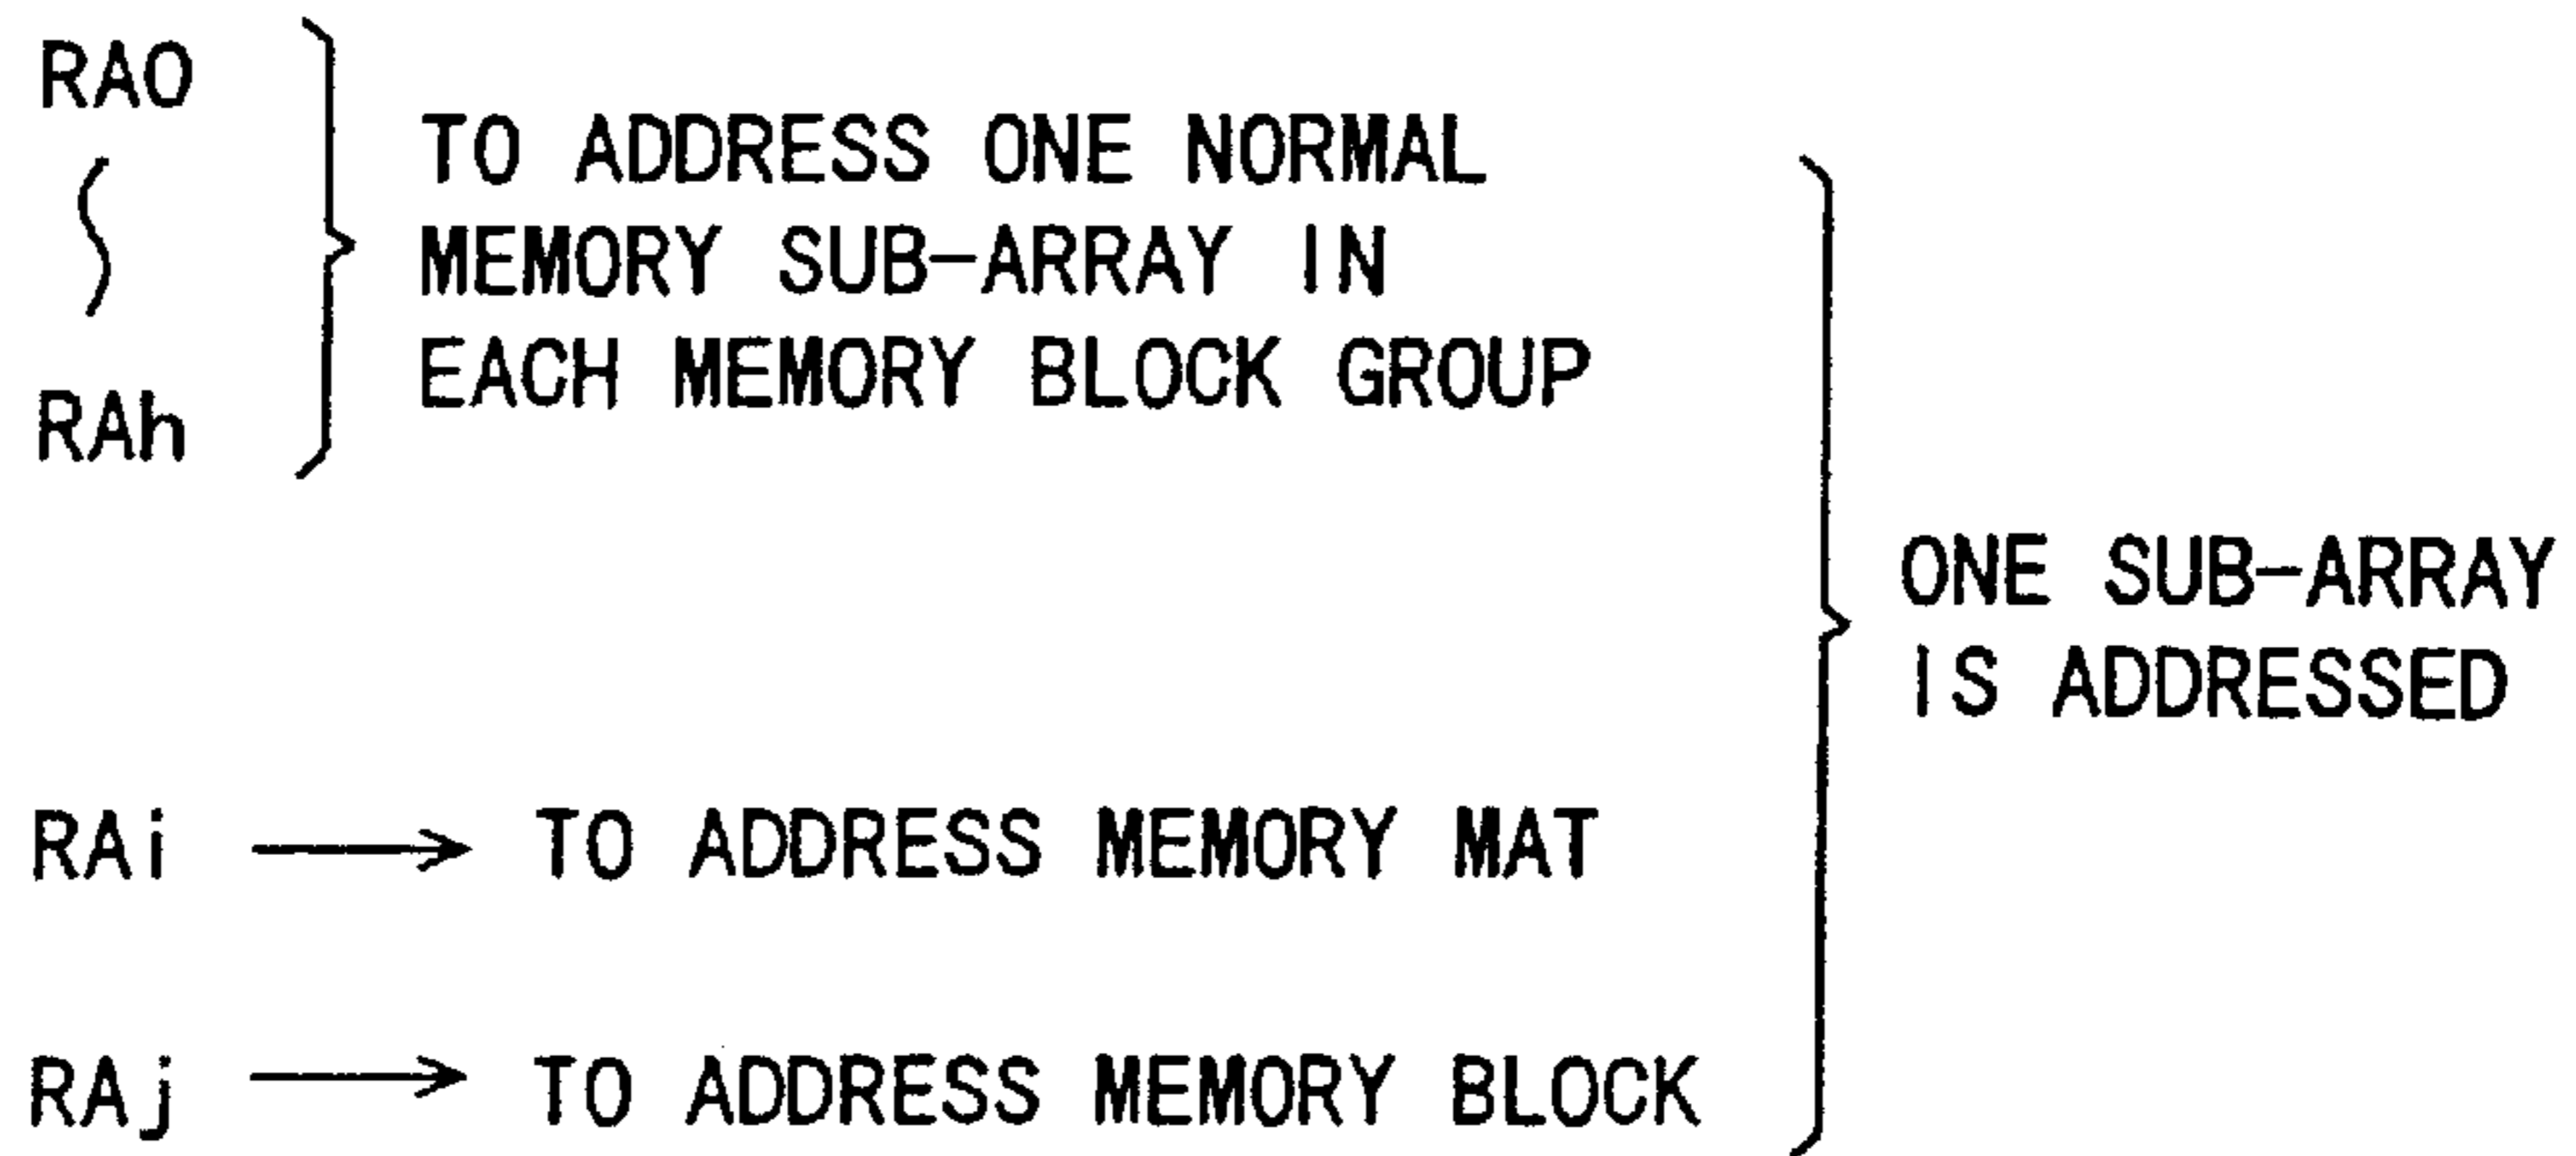 RA0
TO ADDRESS ONE NORMAL
MEMORY SUB-ARRAY IN
EACH MEMORY BLOCK GROUP
RAh
ONE SUB-ARRAY
IS ADDRESSED
RAi → TO ADDRESS MEMORY MAT
RAj → TO ADDRESS MEMORY BLOCK